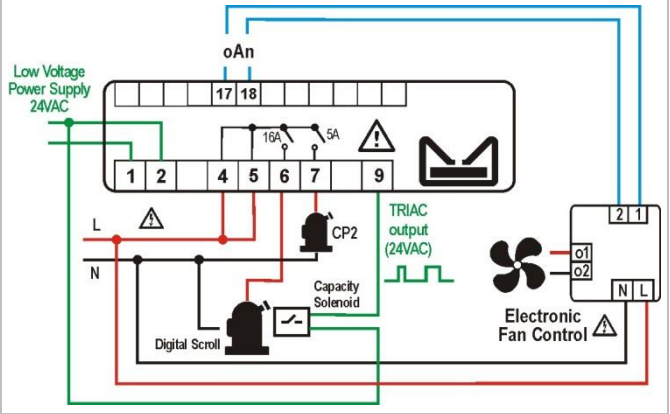 oAn
Low Voltage
Power Supply
24VAC
17 18
16A 5A
1 2 4 5 6 7 9
L
N
CP2
TRIAC
output
(24VAC)
2 1
o1
o2
N L
Capacity
Solenoid
Digital Scroll
Electronic
Fan Control